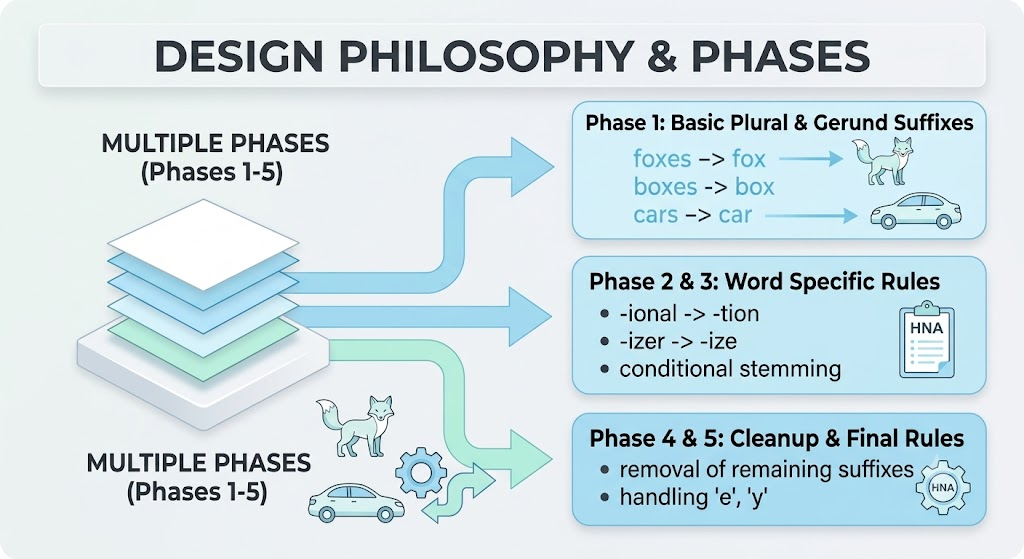 DESIGN PHILOSOPHY & PHASES
MULTIPLE PHASES
(Phases 1-5)
Phase 1: Basic Plural & Gerund Suffixes
foxes -> fox
boxes -> box
cars -> car
Phase 2 & 3: Word Specific Rules
• -ional -> -tion
• -izer -> -ize
• conditional stemming
HNA
MULTIPLE PHASES
(Phases 1-5)
Phase 4 & 5: Cleanup & Final Rules
• removal of remaining suffixes
• handling 'e', 'y'
HNA